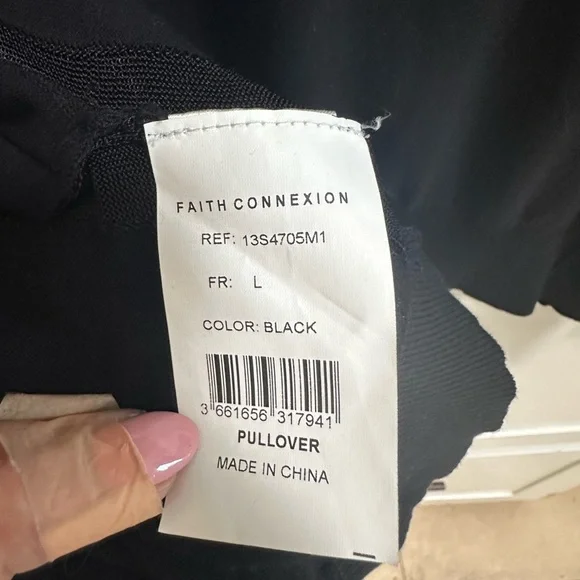 FAITH CONNEXION
REF: 13S4705M1
FR: L
COLOR: BLACK
3 661656 317941
PULLOVER
MADE IN CHINA